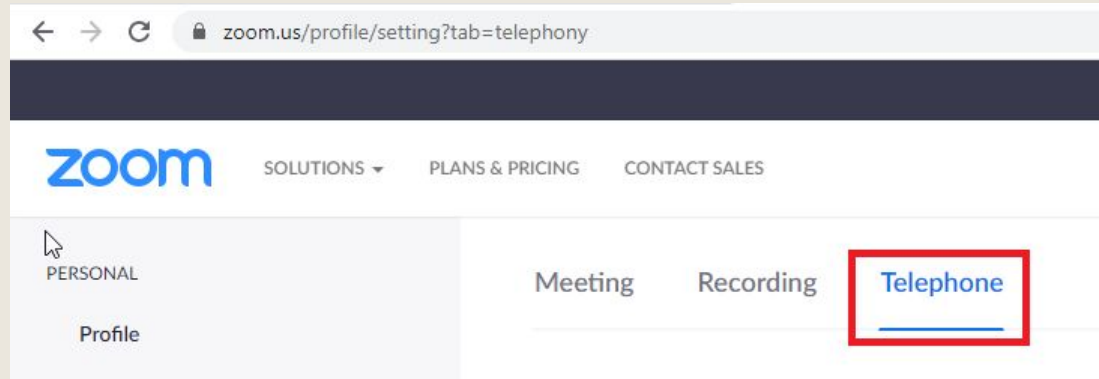 zoom.us/profile/setting?tab=telephony
zoom SOLUTIONS PLANS & PRICING CONTACT SALES
PERSONAL
Meeting Recording Telephone
Profile